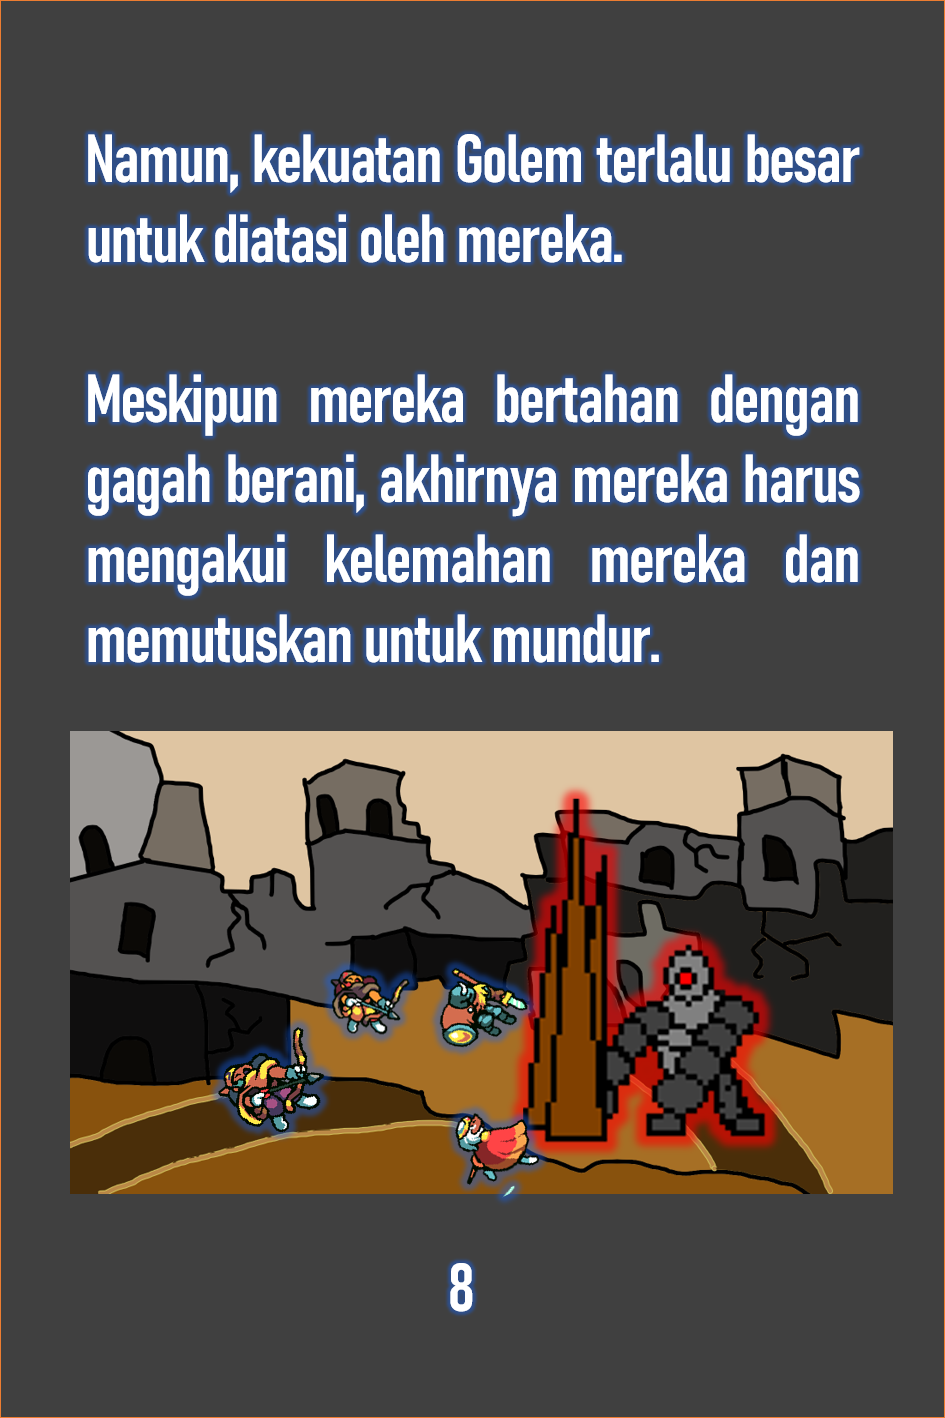 Namun, kekuatan Golem terlalu besar
untuk diatasi oleh mereka.
Meskipun mereka bertahan dengan
gagah berani, akhirnya mereka harus
mengakui kelemahan mereka dan
memutuskan untuk mundur.
8